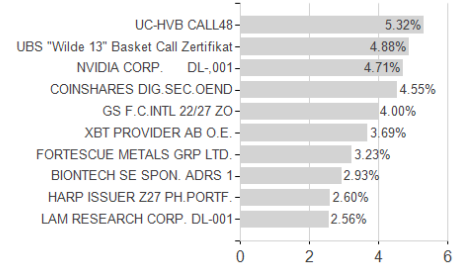 UC-HVB CALL48 5.32%
UBS "Wilde 13" Basket Call Zertifikat 4.88%
NVIDIA CORP. DL-,001 4.71%
COINSHARES DIG.SEC.OEND 4.55%
GS F.C.INTL 22/27 ZO 4.00%
XBT PROVIDER AB O.E. 3.69%
FORTESCUE METALS GRP LTD. 3.23%
BIONTECH SE SPON. ADRS 1 2.93%
HARP ISSUER Z27 PH.PORTF. 2.60%
LAM RESEARCH CORP. DL-001 2.56%
0 2 4 6